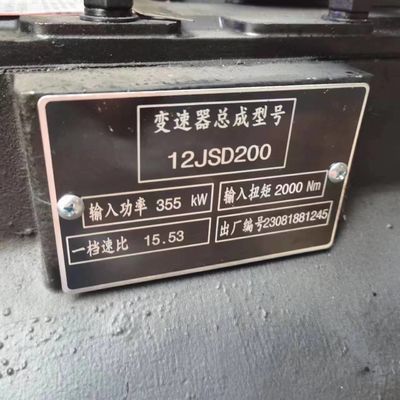 变速器总成型号
12JSD200
输入功率 355 kW
输入扭矩 2000 Nm
一档速比 15.53
出厂编号23081881245